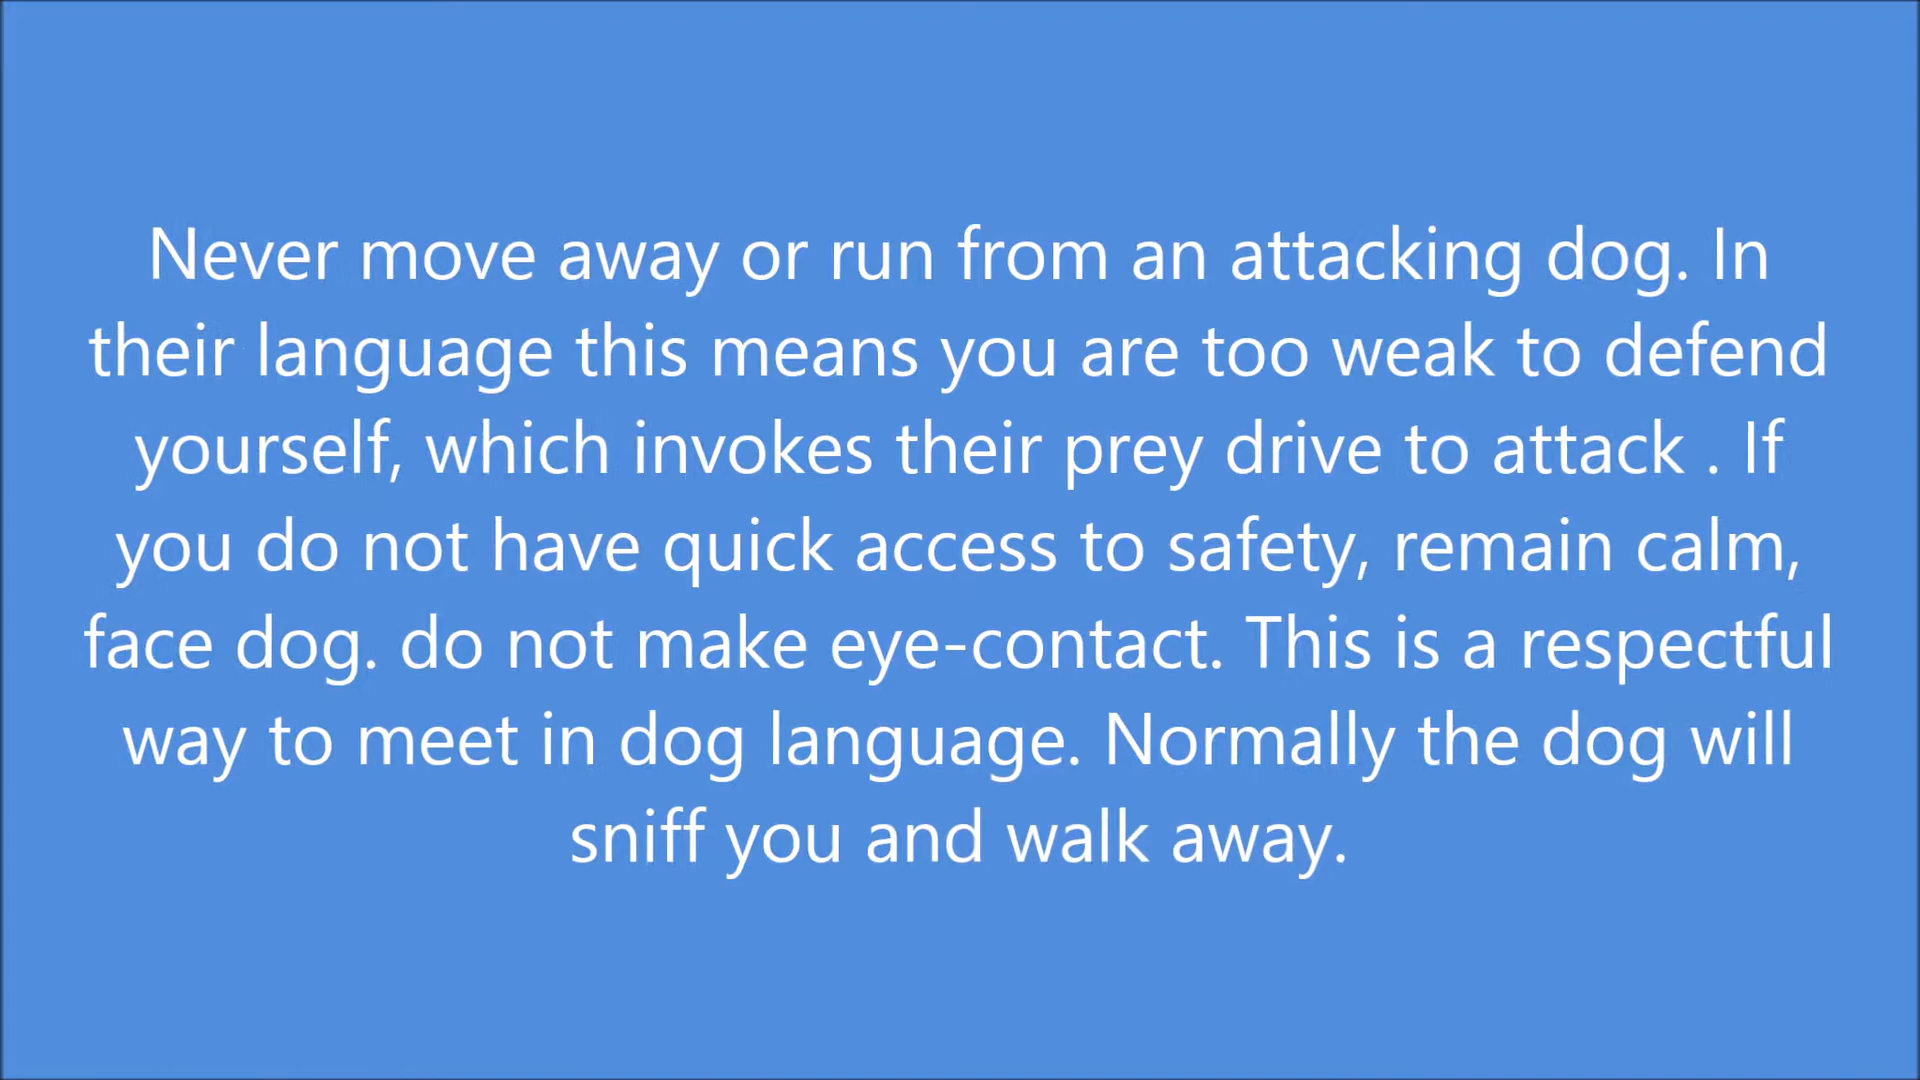 Never move away or run from an attacking dog. In
their language this means you are too weak to defend
yourself, which invokes their prey drive to attack . If
you do not have quick access to safety, remain calm,
face dog. do not make eye-contact. This is a respectful
way to meet in dog language. Normally the dog will
sniff you and walk away.